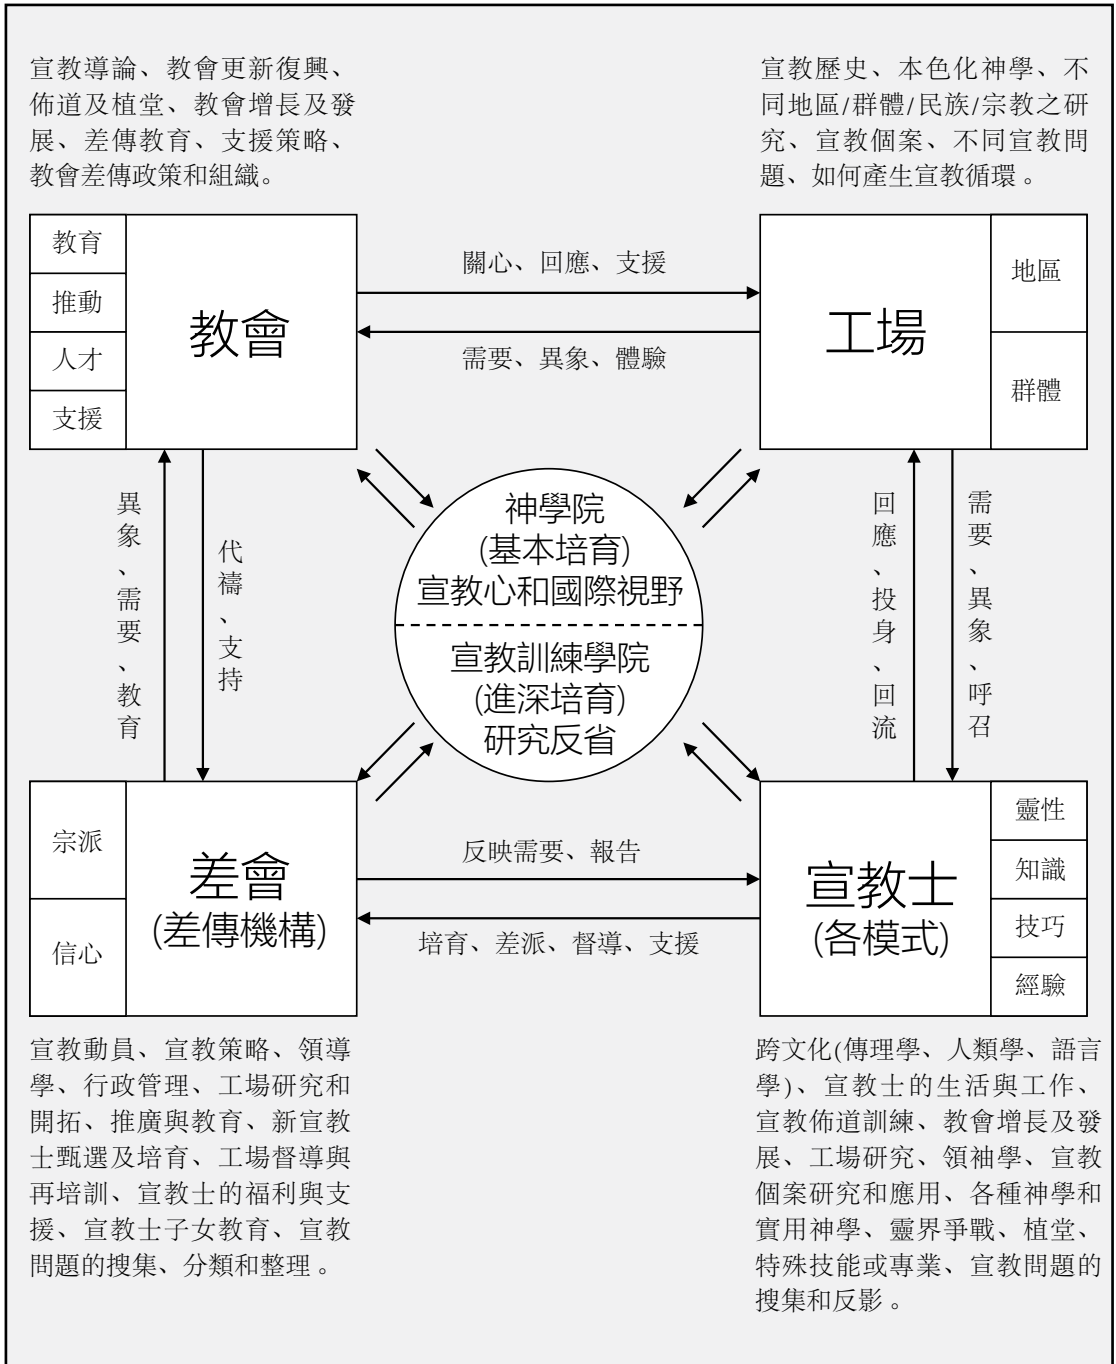 宣教導論、教會更新復興、
佈道及植堂、教會增長及發
展、差傳教育、支援策略、
教會差傳政策和組織。
宣教歷史、本色化神學、不
同地區/群體/民族/宗教之研
究、宣教個案、不同宣教問
題、如何產生宣教循環。
教育
推動
人才
支援
教會
關心、回應、支援
需要、異象、體驗
工場
地區
群體
異象、需要、教育
代禱、支持
神學院
(基本培育)
宣教心和國際視野
宣教訓練學院
(進深培育)
研究反省
回應、投身、回流
需要、異象、呼召
宗派
信心
差會
(差傳機構)
反映需要、報告
培育、差派、督導、支援
宣教士
(各模式)
靈性
知識
技巧
經驗
宣教動員、宣教策略、領導
學、行政管理、工場研究和
開拓、推廣與教育、新宣教
士甄選及培育、工場督導與
再培訓、宣教士的福利與支
援、宣教士子女教育、宣教
問題的搜集、分類和整理。
跨文化(傳理學、人類學、語言
學)、宣教士的生活與工作、
宣教佈道訓練、教會增長及發
展、工場研究、領袖學、宣教
個案研究和應用、各種神學和
實用神學、靈界爭戰、植堂、
特殊技能或專業、宣教問題的
搜集和反影。